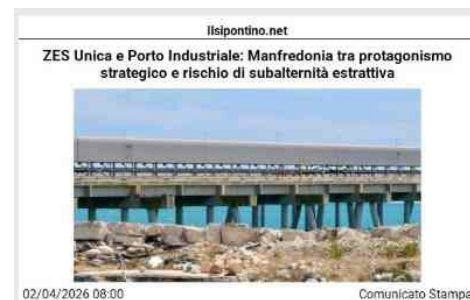 ilsipontino.net
ZES Unica e Porto Industriale: Manfredonia tra protagonismo
strategico e rischio di subalternità estrattiva
02/04/2026 08:00
Comunicato Stampa